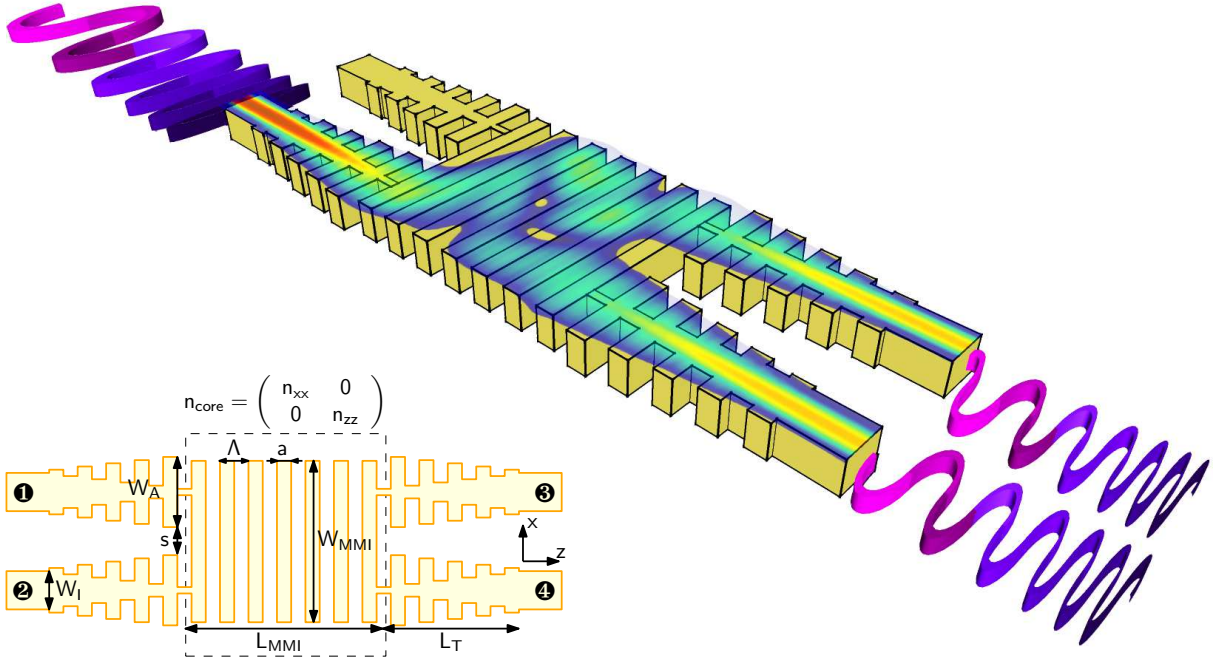 n_core = ( n_xx 0
0 n_zz )
Λ a
❶ W_A ❸
s W_MMI x
z
❷ W_I ❹
L_MMI L_T